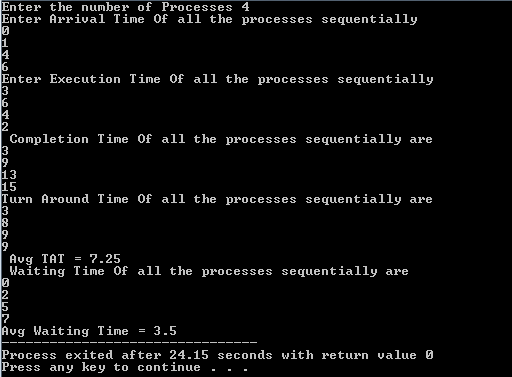 Enter the number of Processes 4
Enter Arrival Time Of all the processes sequentially
0
1
4
6
Enter Execution Time Of all the processes sequentially
3
6
4
2
Completion Time Of all the processes sequentially are
3
9
13
15
Turn Around Time Of all the processes sequentially are
3
8
9
9
Avg TAT = 7.25
Waiting Time Of all the processes sequentially are
0
2
5
7
Avg Waiting Time = 3.5
--------------------------------
Process exited after 24.15 seconds with return value 0
Press any key to continue . . .